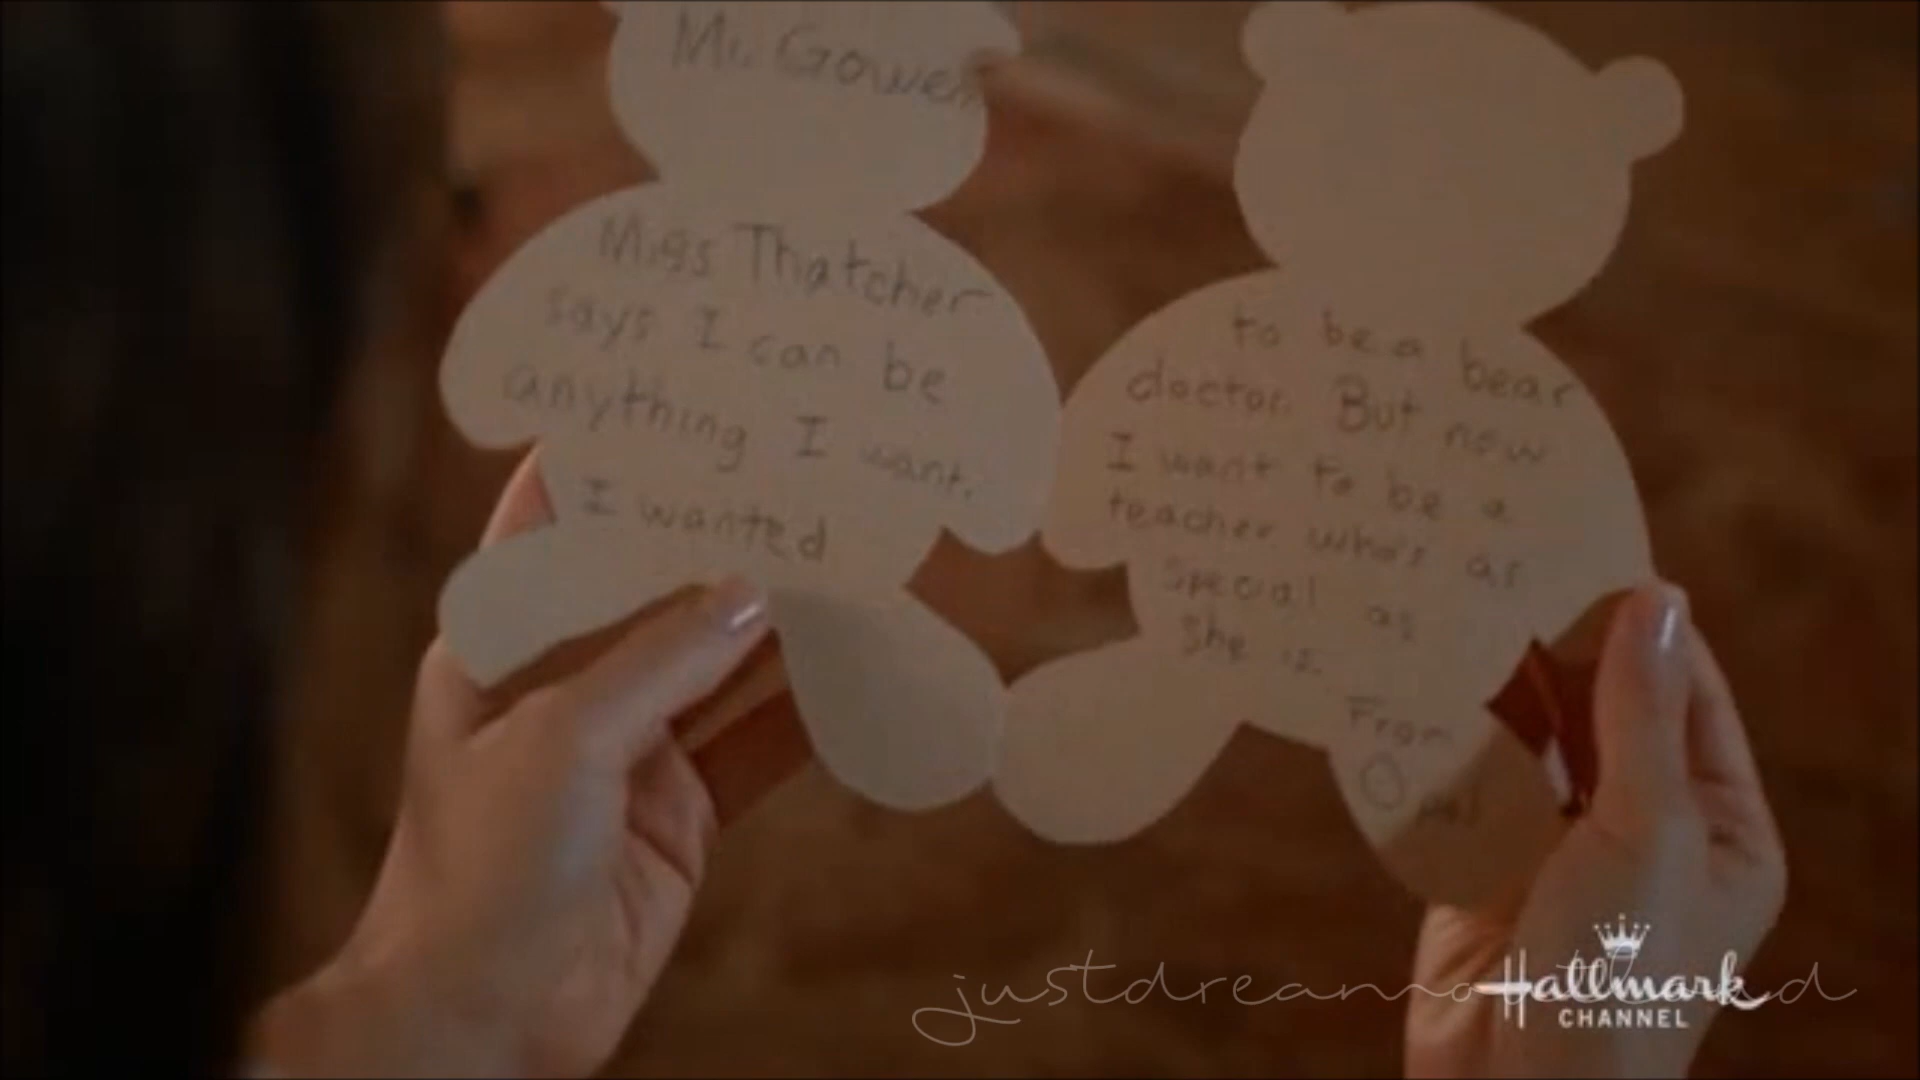 Mr. Gowen
Miss Thatcher
says I can be
anything I want.
I wanted
to be a bear
doctor. But now
I want to be a
teacher who's as
special as
she is.
From
Opal
Hallmark
CHANNEL